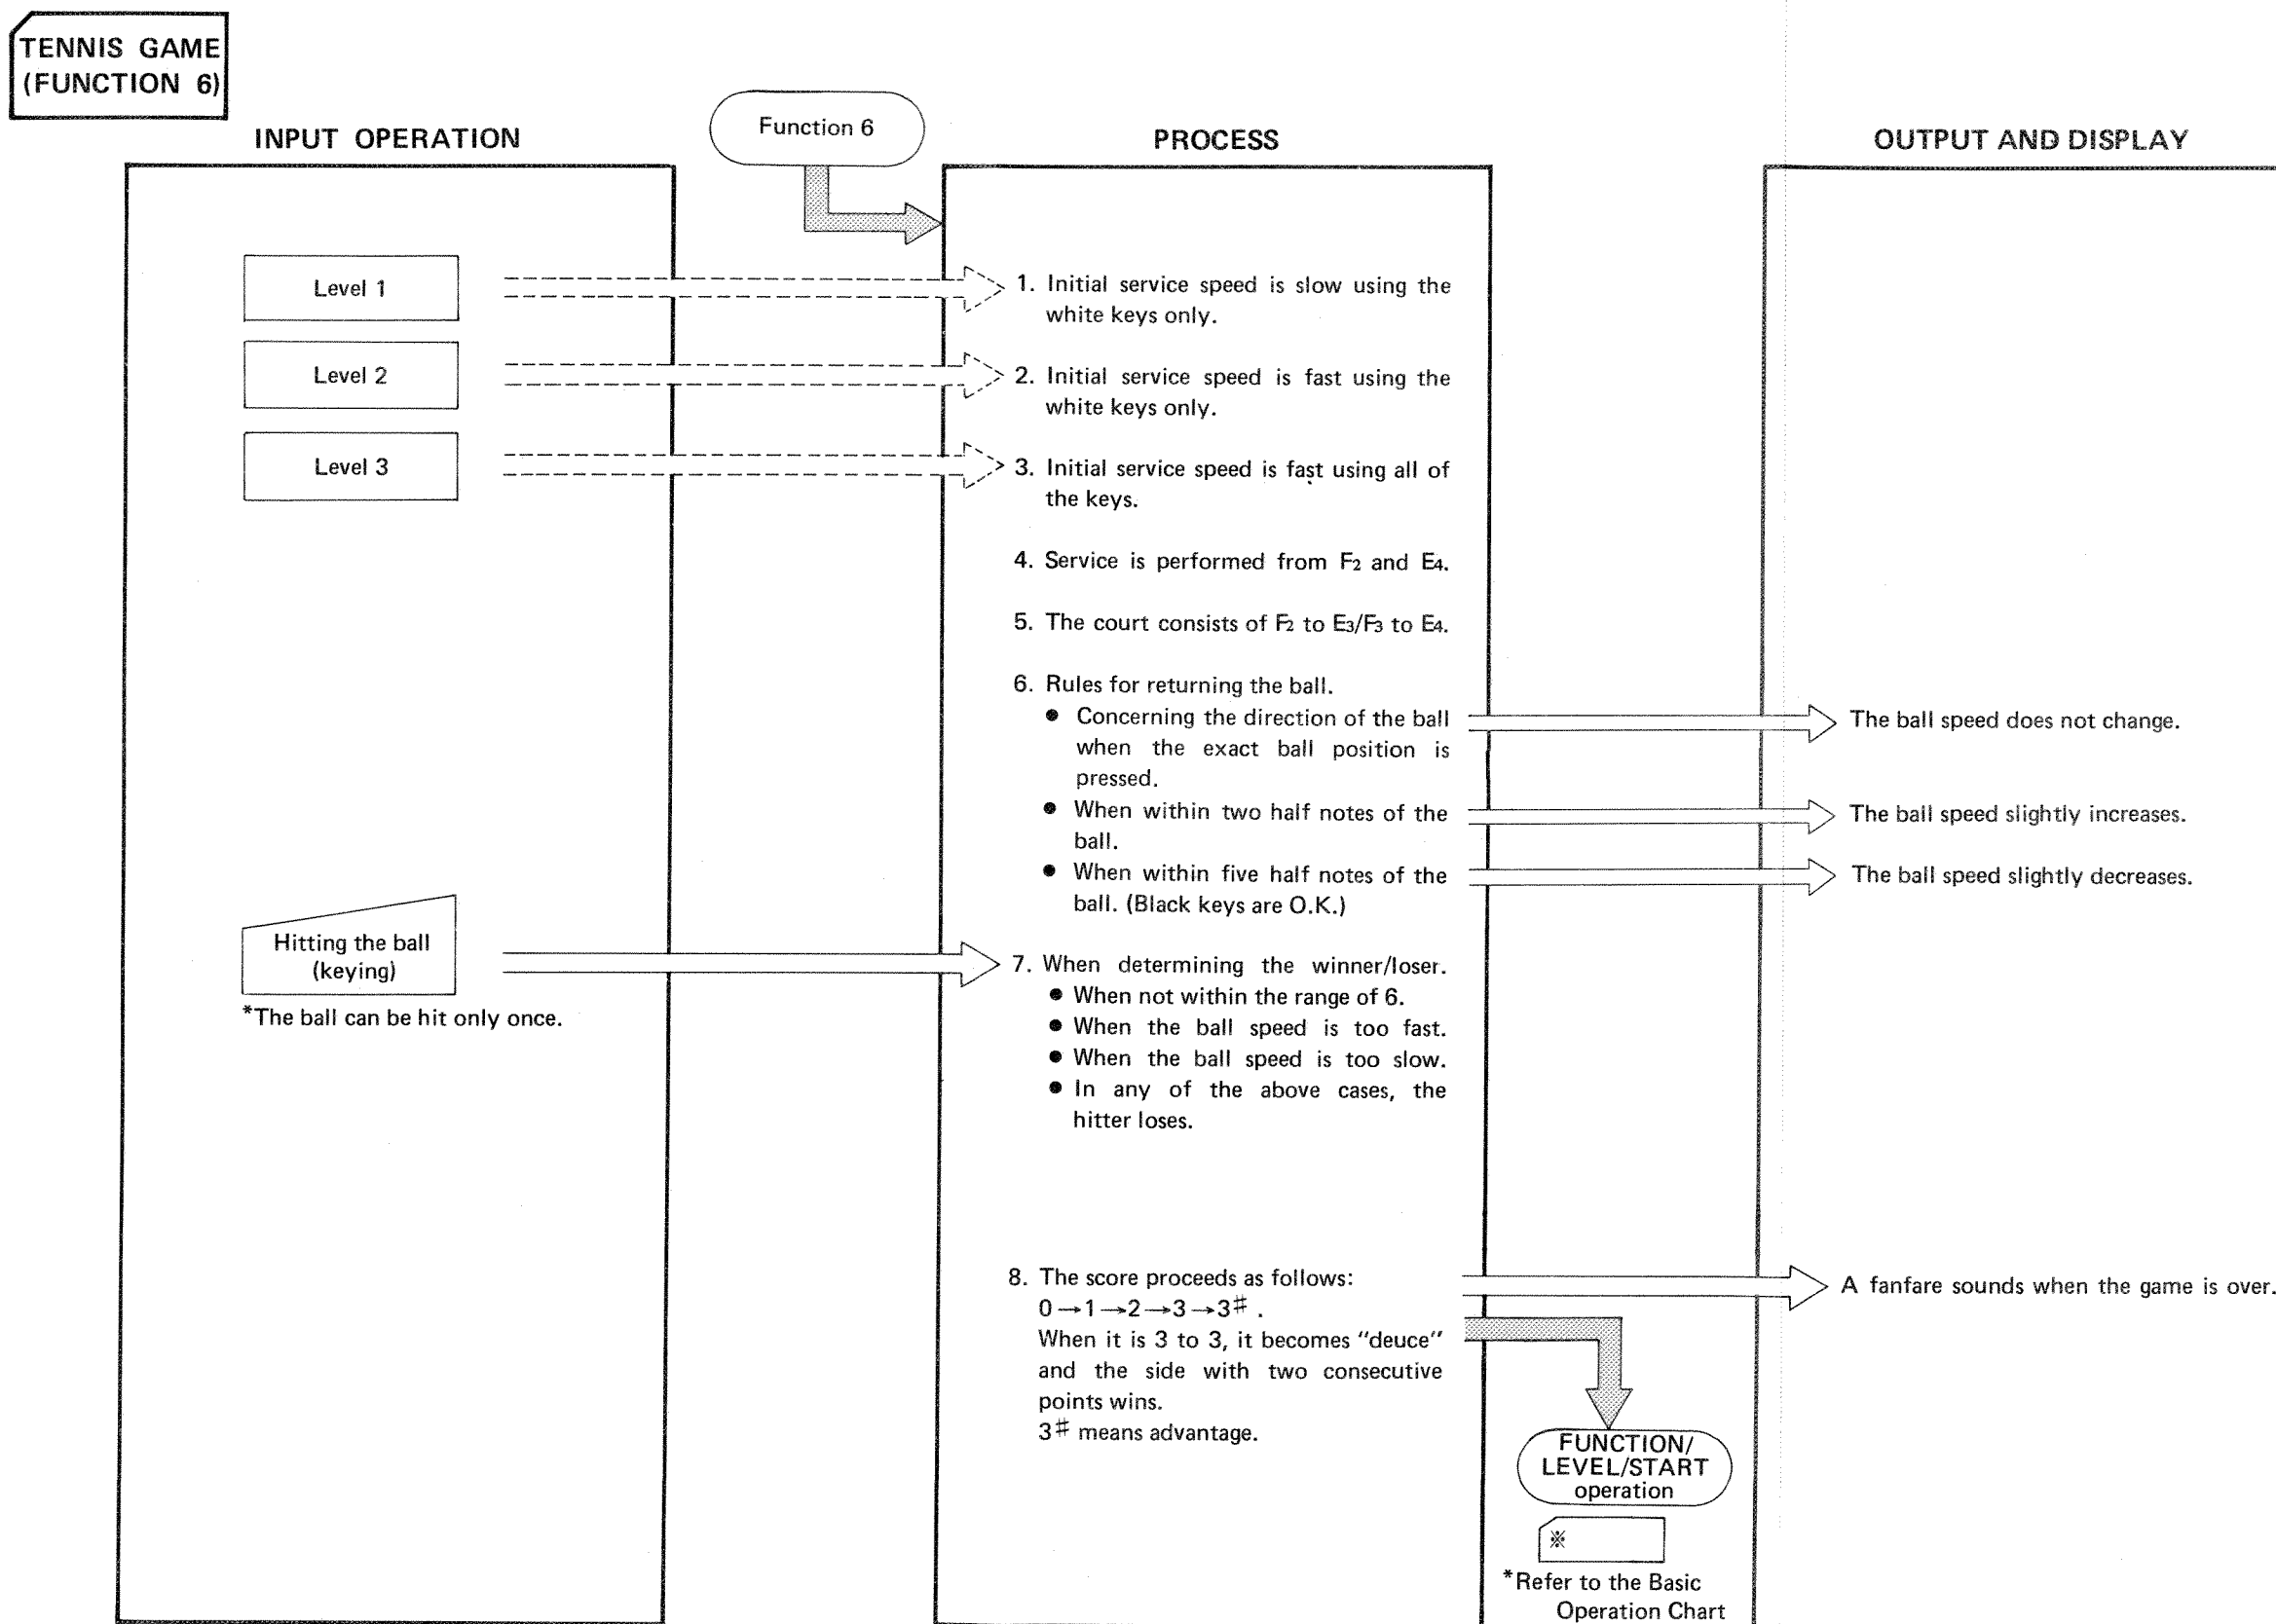 TENNIS GAME
(FUNCTION 6)
INPUT OPERATION
Function 6
PROCESS
OUTPUT AND DISPLAY
Level 1
1. Initial service speed is slow using the
white keys only.
Level 2
2. Initial service speed is fast using the
white keys only.
Level 3
3. Initial service speed is fast using all of
the keys.
4. Service is performed from F2 and E4.
5. The court consists of F2 to E3/F3 to E4.
6. Rules for returning the ball.
● Concerning the direction of the ball
when the exact ball position is
pressed.
The ball speed does not change.
● When within two half notes of the
ball.
The ball speed slightly increases.
● When within five half notes of the
ball. (Black keys are O.K.)
The ball speed slightly decreases.
Hitting the ball
(keying)
*The ball can be hit only once.
7. When determining the winner/loser.
● When not within the range of 6.
● When the ball speed is too fast.
● When the ball speed is too slow.
● In any of the above cases, the
hitter loses.
8. The score proceeds as follows:
0→1→2→3→3# .
When it is 3 to 3, it becomes "deuce"
and the side with two consecutive
points wins.
3# means advantage.
A fanfare sounds when the game is over.
FUNCTION/
LEVEL/START
operation
※
*Refer to the Basic
Operation Chart